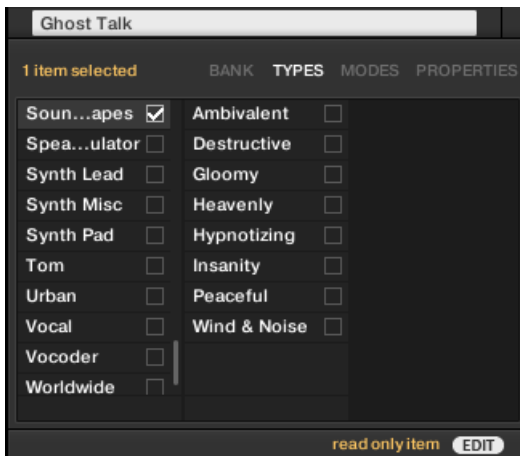 Ghost Talk
1 item selected BANK TYPES MODES PROPERTIES
Soun...apes Ambivalent
Spea...ulator Destructive
Synth Lead Gloomy
Synth Misc Heavenly
Synth Pad Hypnotizing
Tom Insanity
Urban Peaceful
Vocal Wind & Noise
Vocoder
Worldwide
read only item EDIT